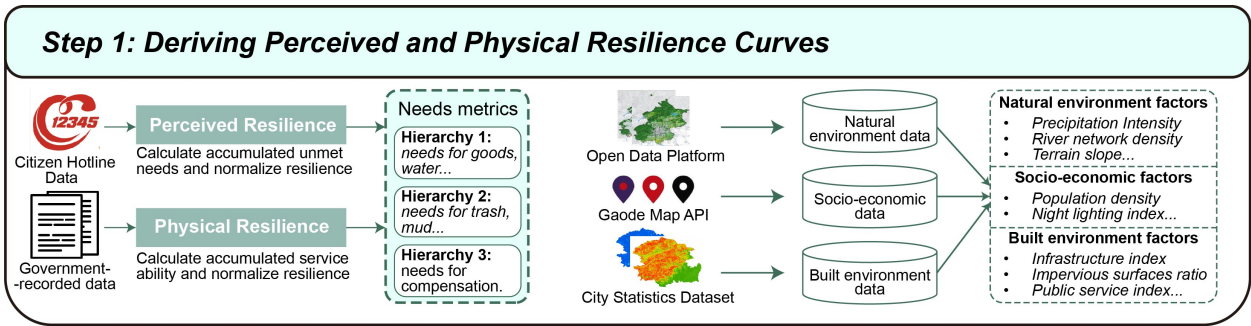 Step 1: Deriving Perceived and Physical Resilience Curves
12345
Citizen Hotline
Data
Perceived Resilience
Calculate accumulated unmet
needs and normalize resilience
Government-
-recorded data
Physical Resilience
Calculate accumulated service
ability and normalize resilience
Needs metrics
Hierarchy 1:
needs for goods,
water...
Hierarchy 2:
needs for trash,
mud...
Hierarchy 3:
needs for
compensation.
Open Data Platform
Gaode Map API
City Statistics Dataset
Natural
environment data
Socio-economic
data
Built environment
data
Natural environment factors
• Precipitation Intensity
• River network density
• Terrain slope...
Socio-economic factors
• Population density
• Night lighting index...
Built environment factors
• Infrastructure index
• Impervious surfaces ratio
• Public service index...